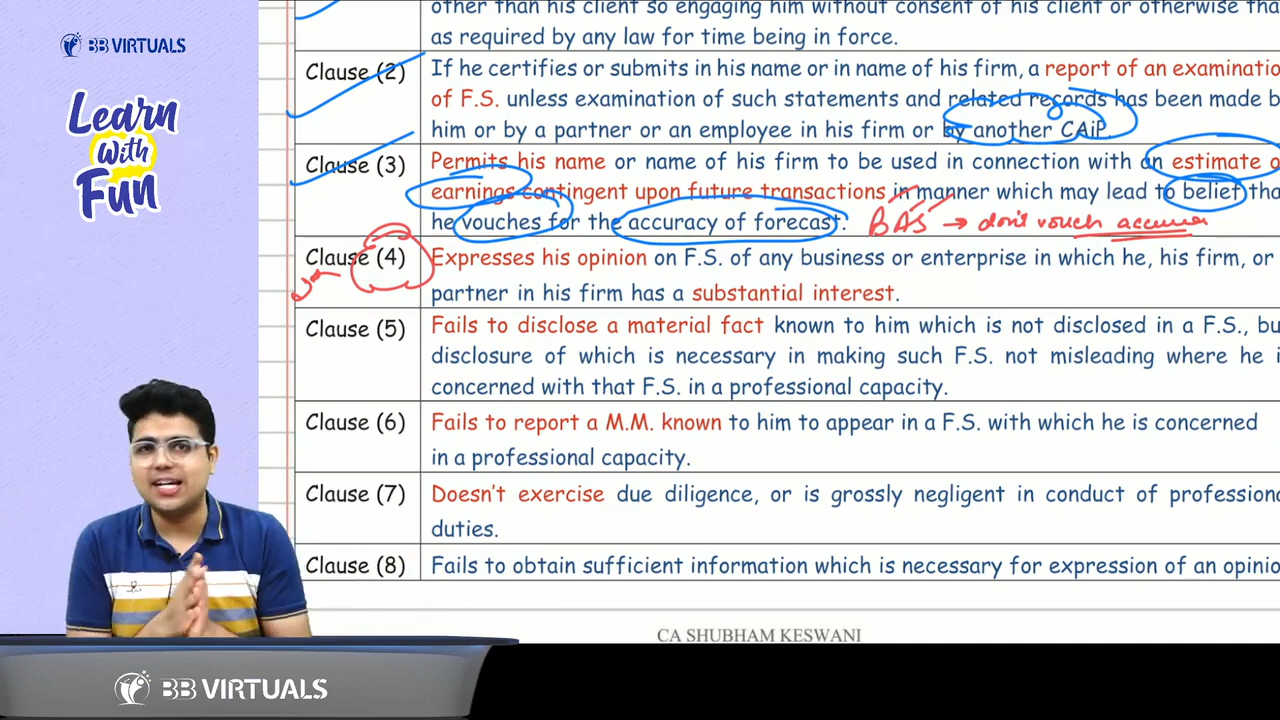 BB VIRTUALS
Learn
With
Fun
other than his client so engaging him without consent of his client or otherwise tha
as required by any law for time being in force.
Clause (2)
If he certifies or submits in his name or in name of his firm, a report of an examinatio
of F.S. unless examination of such statements and related records has been made b
him or by a partner or an employee in his firm or by another CAiP.
Clause (3)
Permits his name or name of his firm to be used in connection with an estimate o
earnings contingent upon future transactions in manner which may lead to belief tha
he vouches for the accuracy of forecast.
BAS → don't vouch
Clause (4)
Expresses his opinion on F.S. of any business or enterprise in which he, his firm, or
partner in his firm has a substantial interest.
Clause (5)
Fails to disclose a material fact known to him which is not disclosed in a F.S., bu
disclosure of which is necessary in making such F.S. not misleading where he i
concerned with that F.S. in a professional capacity.
Clause (6)
Fails to report a M.M. known to him to appear in a F.S. with which he is concerned
in a professional capacity.
Clause (7)
Doesn't exercise due diligence, or is grossly negligent in conduct of professiona
duties.
Clause (8)
Fails to obtain sufficient information which is necessary for expression of an opinio
CA SHUBHAM KESWANI
BB VIRTUALS